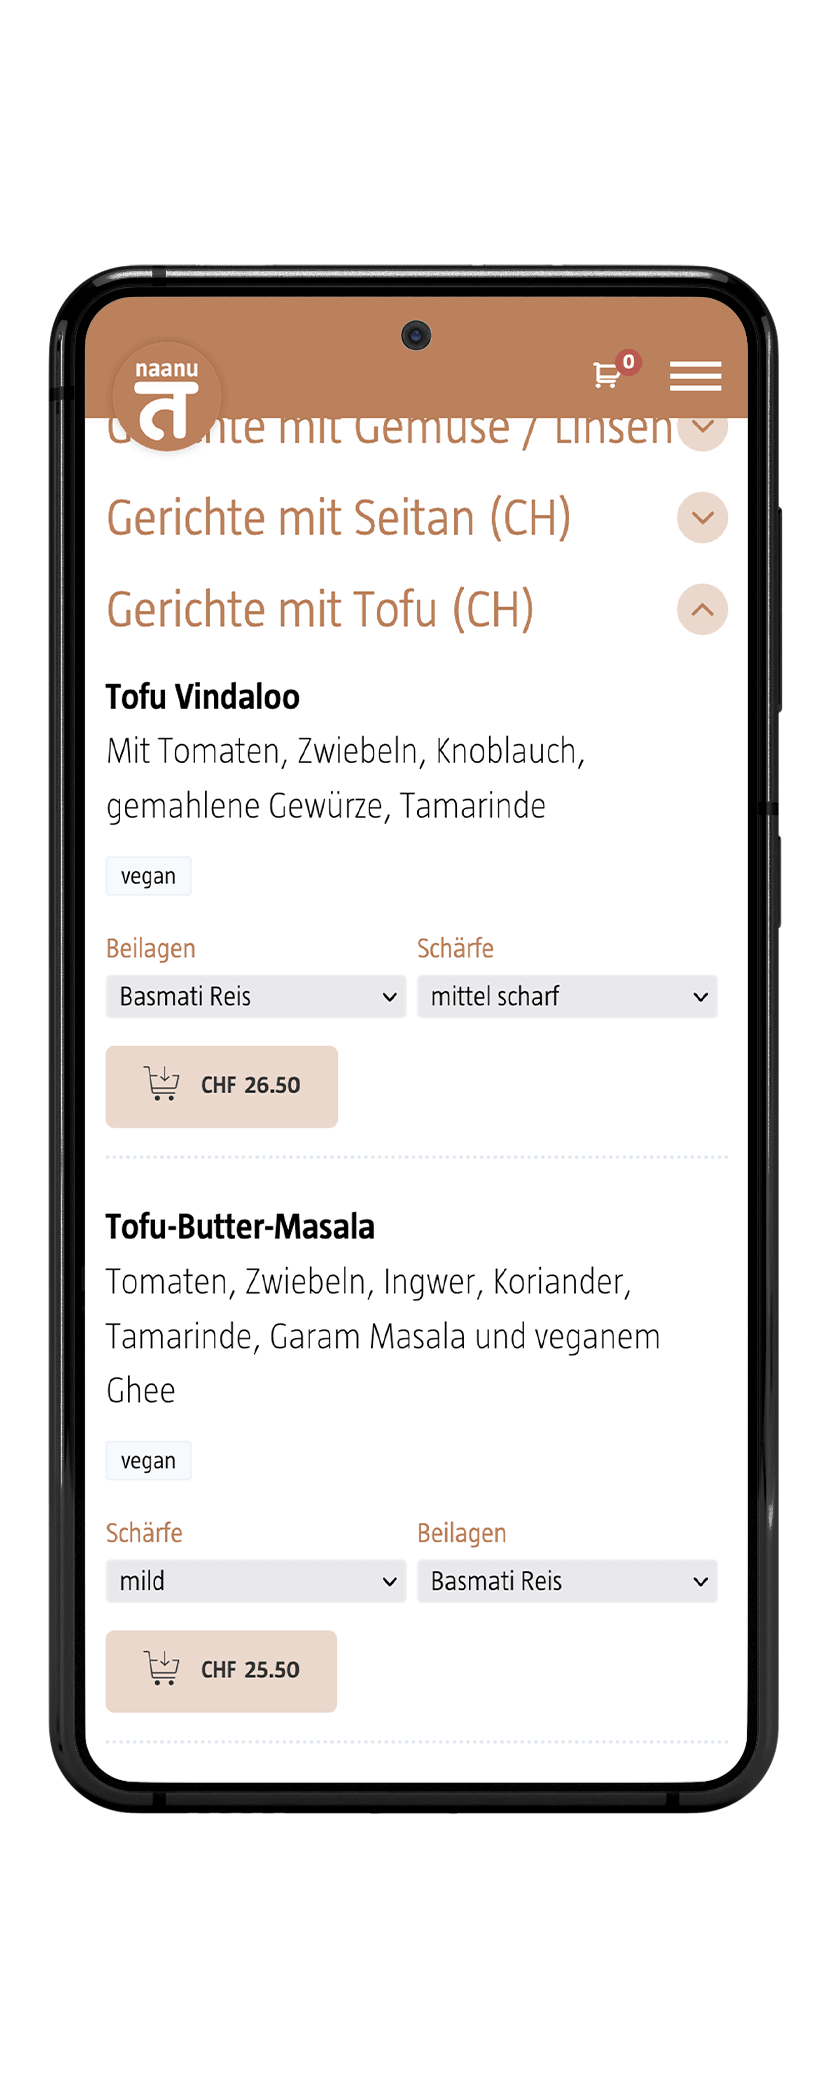 naanu
त
0
Gerichte mit Gemüse / Linsen
Gerichte mit Seitan (CH)
Gerichte mit Tofu (CH)
Tofu Vindaloo
Mit Tomaten, Zwiebeln, Knoblauch,
gemahlene Gewürze, Tamarinde
vegan
Beilagen Schärfe
Basmati Reis mittel scharf
CHF 26.50
Tofu-Butter-Masala
Tomaten, Zwiebeln, Ingwer, Koriander,
Tamarinde, Garam Masala und veganem
Ghee
vegan
Schärfe Beilagen
mild Basmati Reis
CHF 25.50